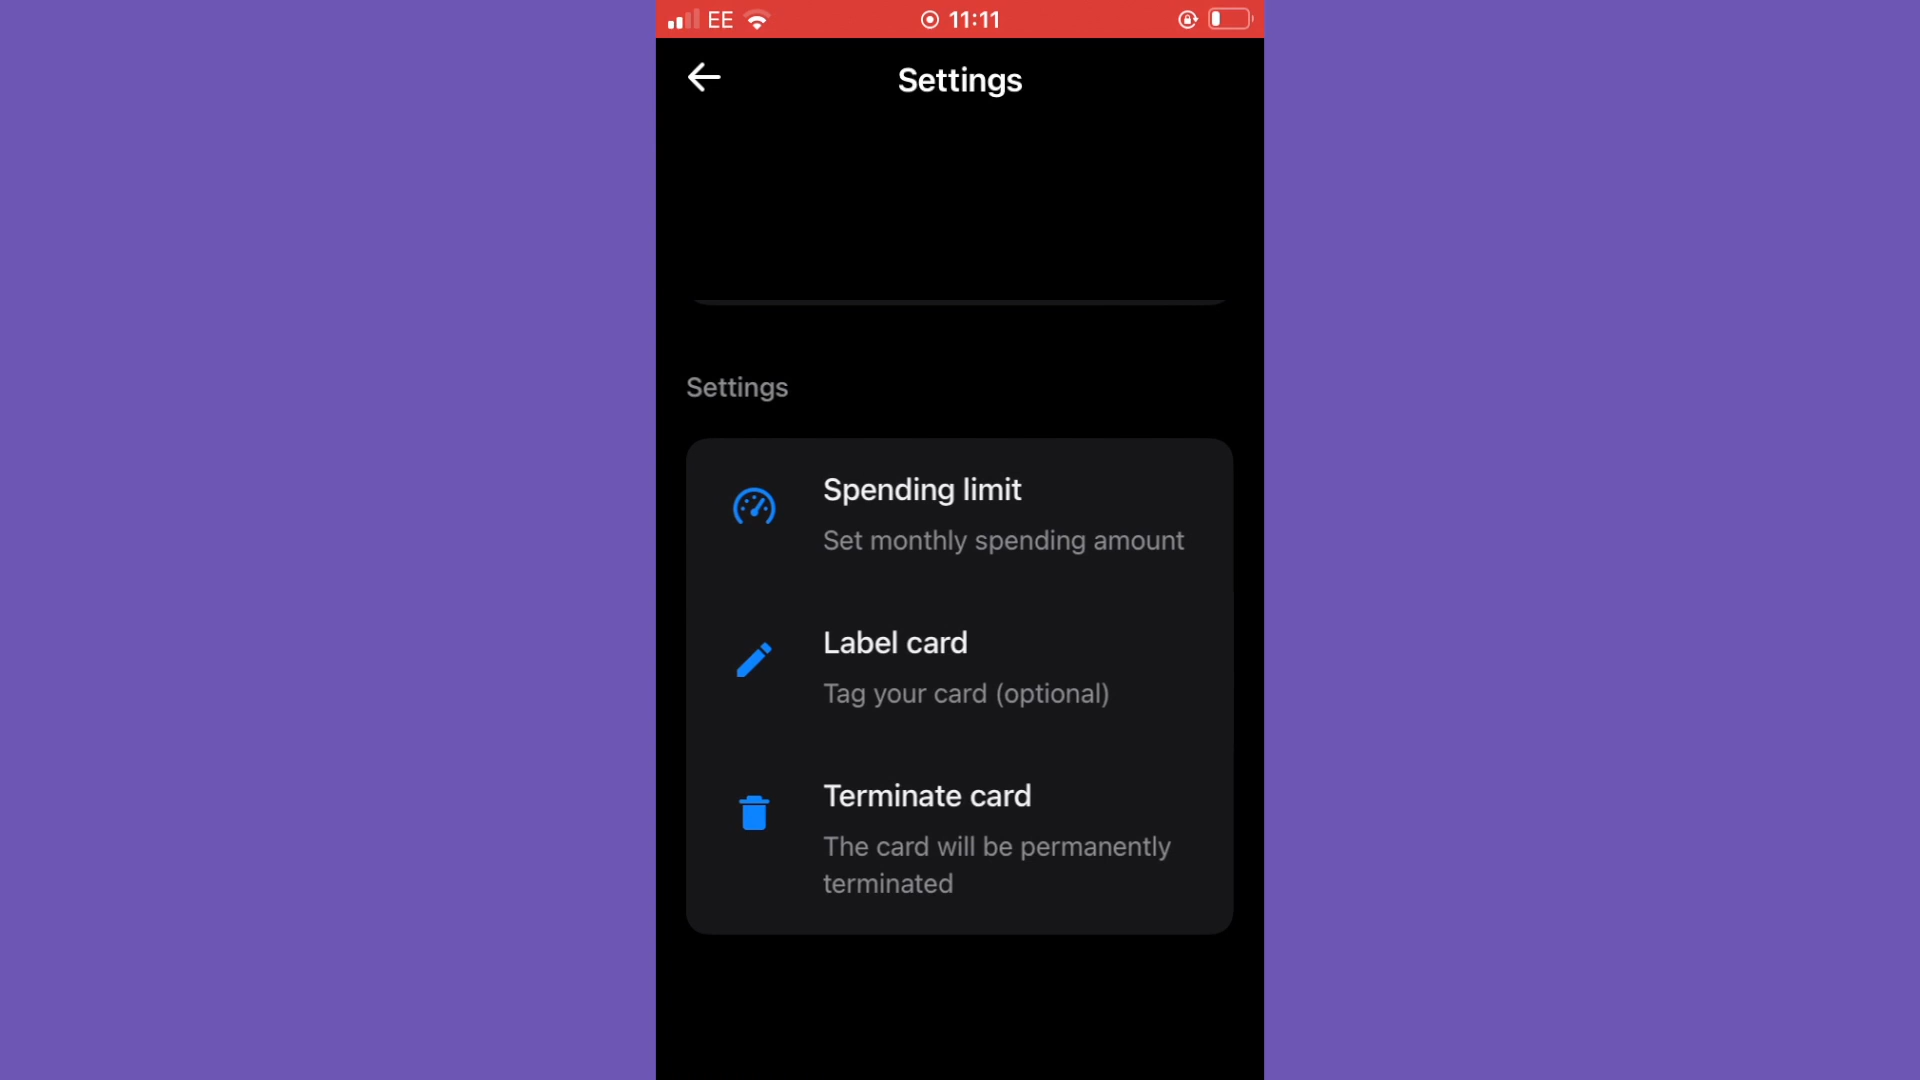 EE 11:11
Settings
Settings
Spending limit
Set monthly spending amount
Label card
Tag your card (optional)
Terminate card
The card will be permanently
terminated